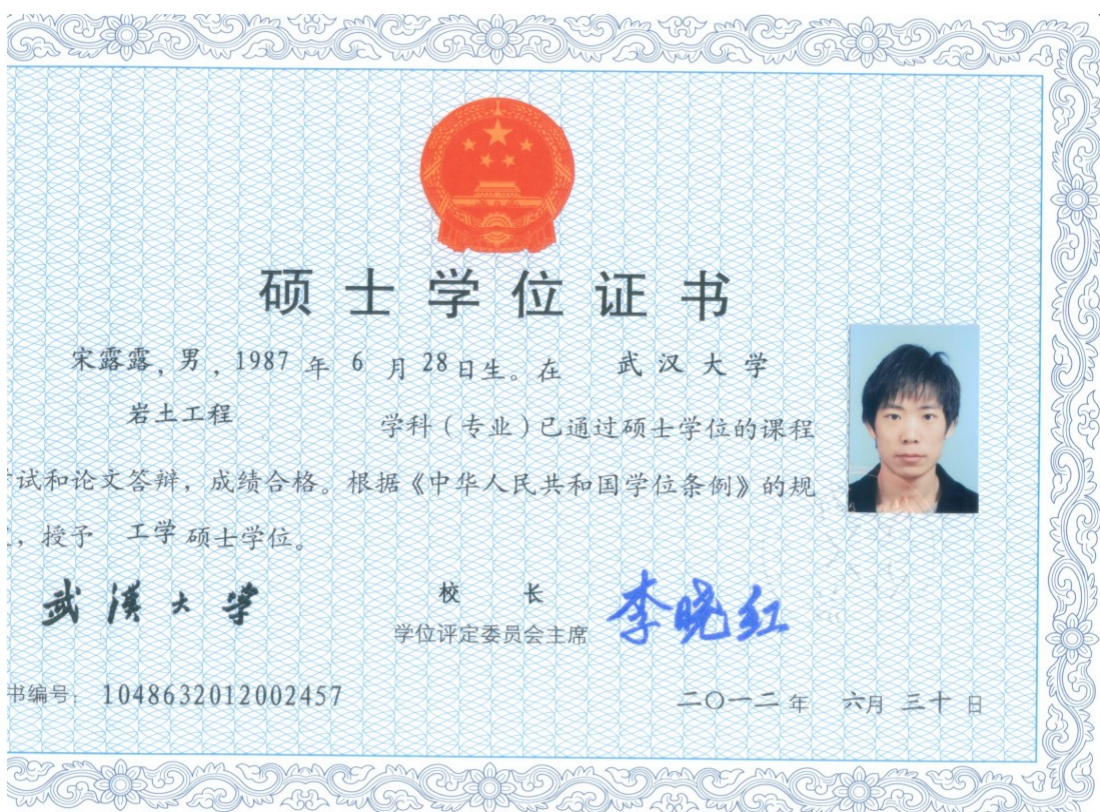 硕士学位证书
宋露露，男，1987 年 6 月 28 日生。在 武汉大学
岩土工程 学科（专业）已通过硕士学位的课程
试和论文答辩，成绩合格。根据《中华人民共和国学位条例》的规
，授予 工学 硕士学位。
武漢大学 校 长 李晓红
学位评定委员会主席
书编号：1048632012002457 二〇一二年 六月 三十 日